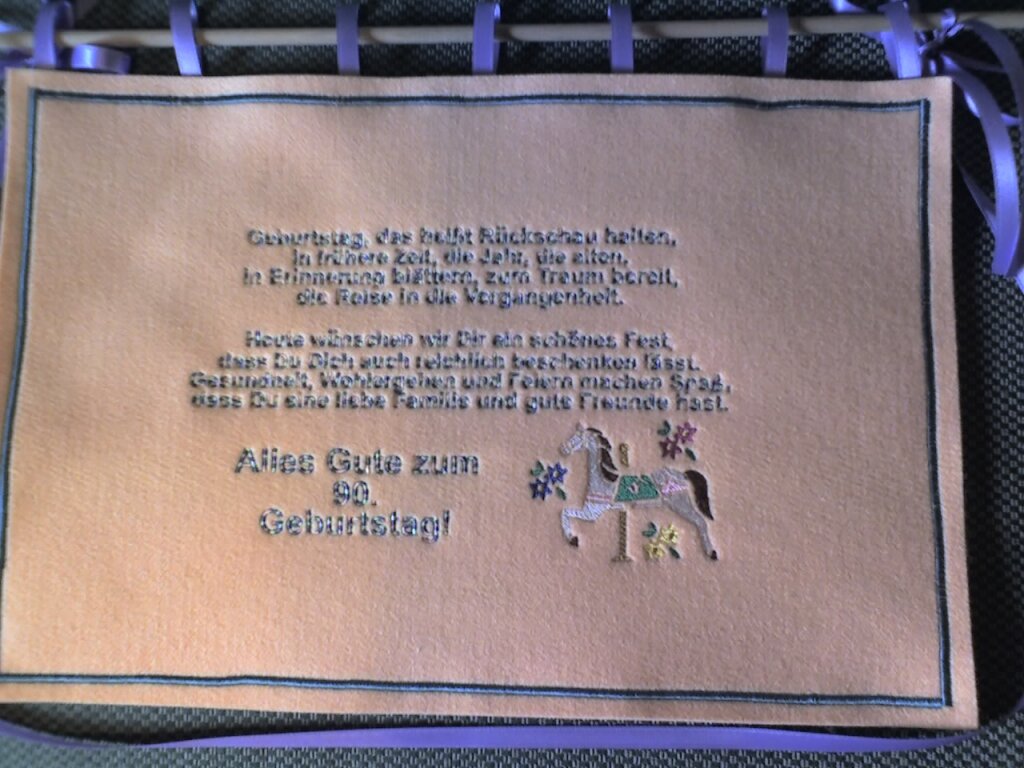 Geburtstag, das heißt Rückschau halten,
in frühere Zeit, die Jahr, die alten,
in Erinnerung blättern, zum Traum bereit,
die Reise in die Vergangenheit.
Heute wünschen wir Dir ein schönes Fest,
dass Du Dich auch reichlich beschenken lässt.
Gesundheit, Wohlergehen und Feiern machen Spaß,
dass Du eine liebe Familie und gute Freunde hast.
Alles Gute zum
90.
Geburtstag!